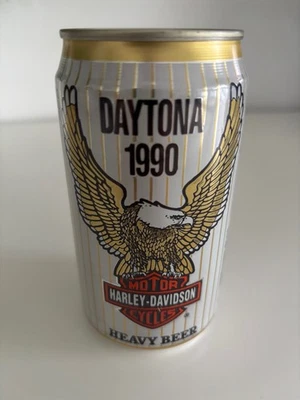 DAYTONA
1990
MOTOR
HARLEY-DAVIDSON
CYCLES
®
HEAVY BEER